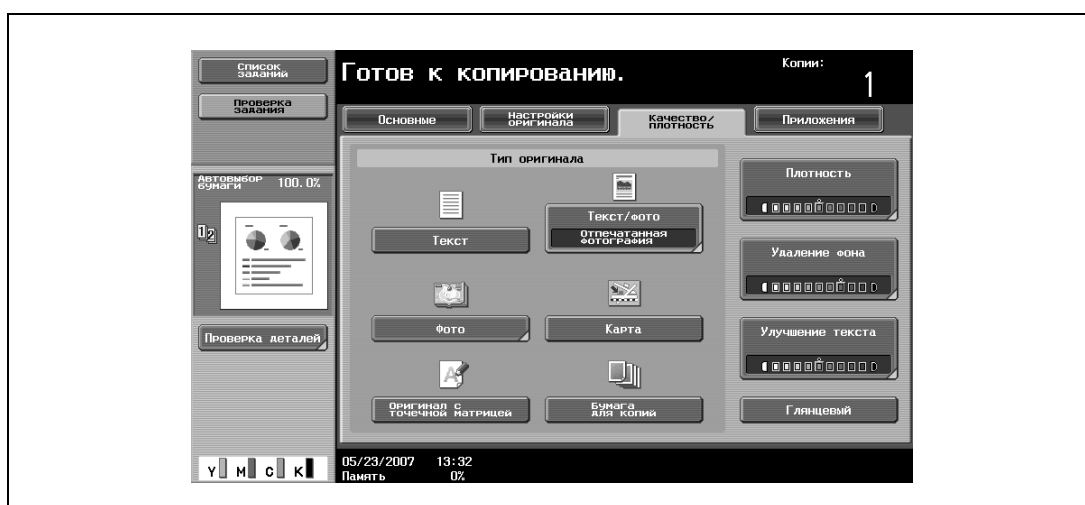 Список
заданий
Готов к копированию.
Копии:
1
Проверка
задания
Основные
Настройки
оригинала
Качество/
плотность
Приложения
Тип оригинала
Автовыбор
бумаги 100.0%
1 2
Текст
Текст/фото
Отпечатанная
фотография
Фото
Карта
Оригинал с
точечной матрицей
Бумага
для копий
Плотность
Удаление фона
Улучшение текста
Глянцевый
Проверка деталей
Y M C K
05/23/2007 13:32
Память 0%